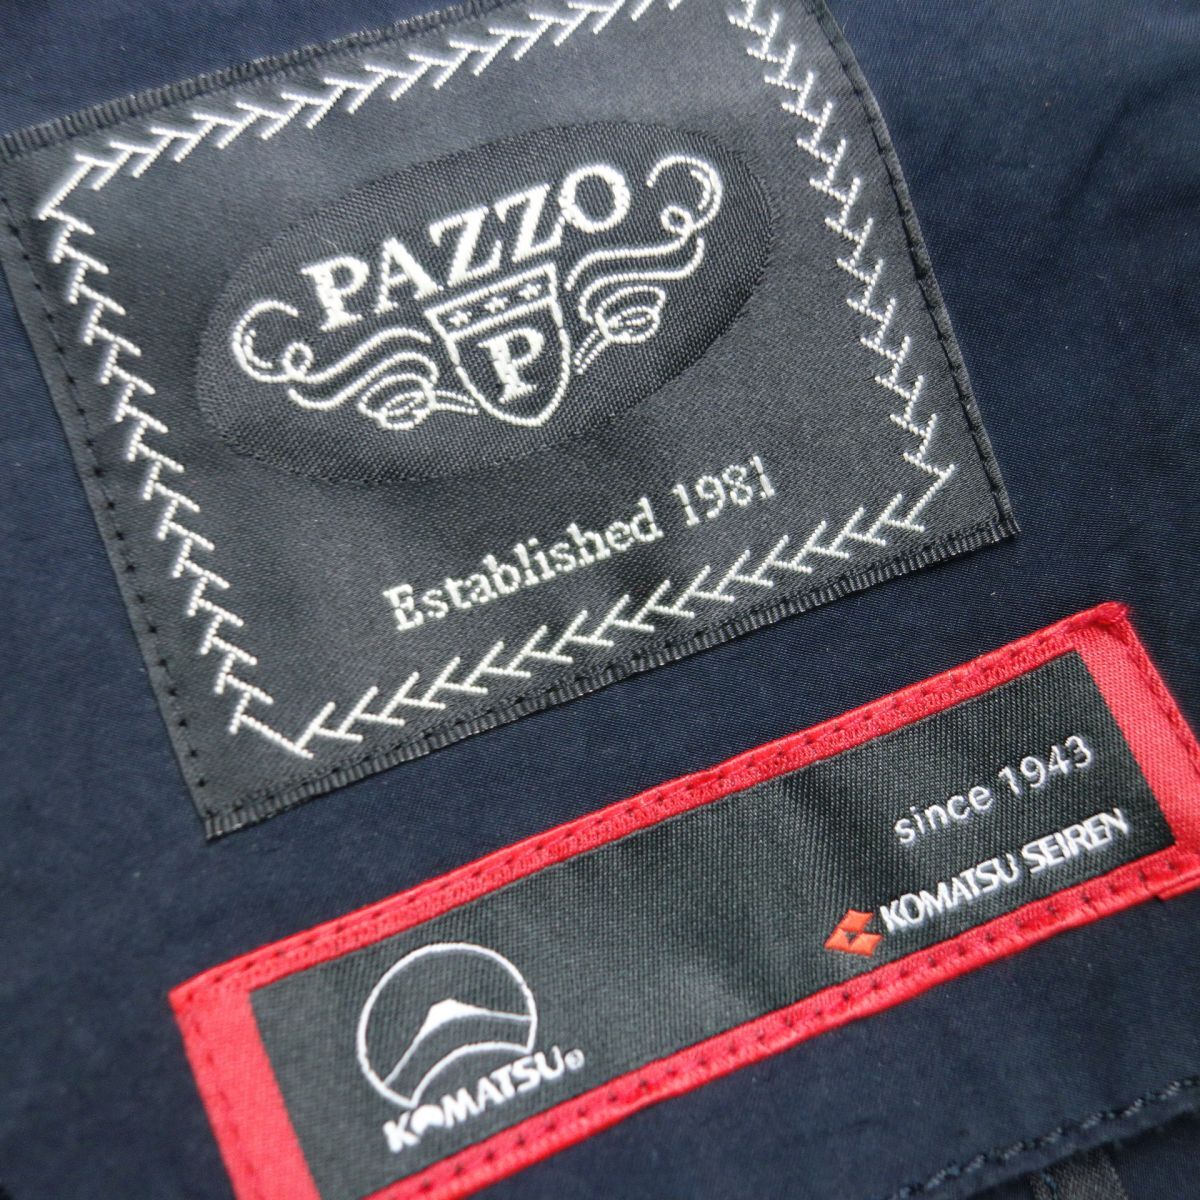 PAZZO
P
Established 1981
since 1943
KOMATSU SEIREN
KOMATSU